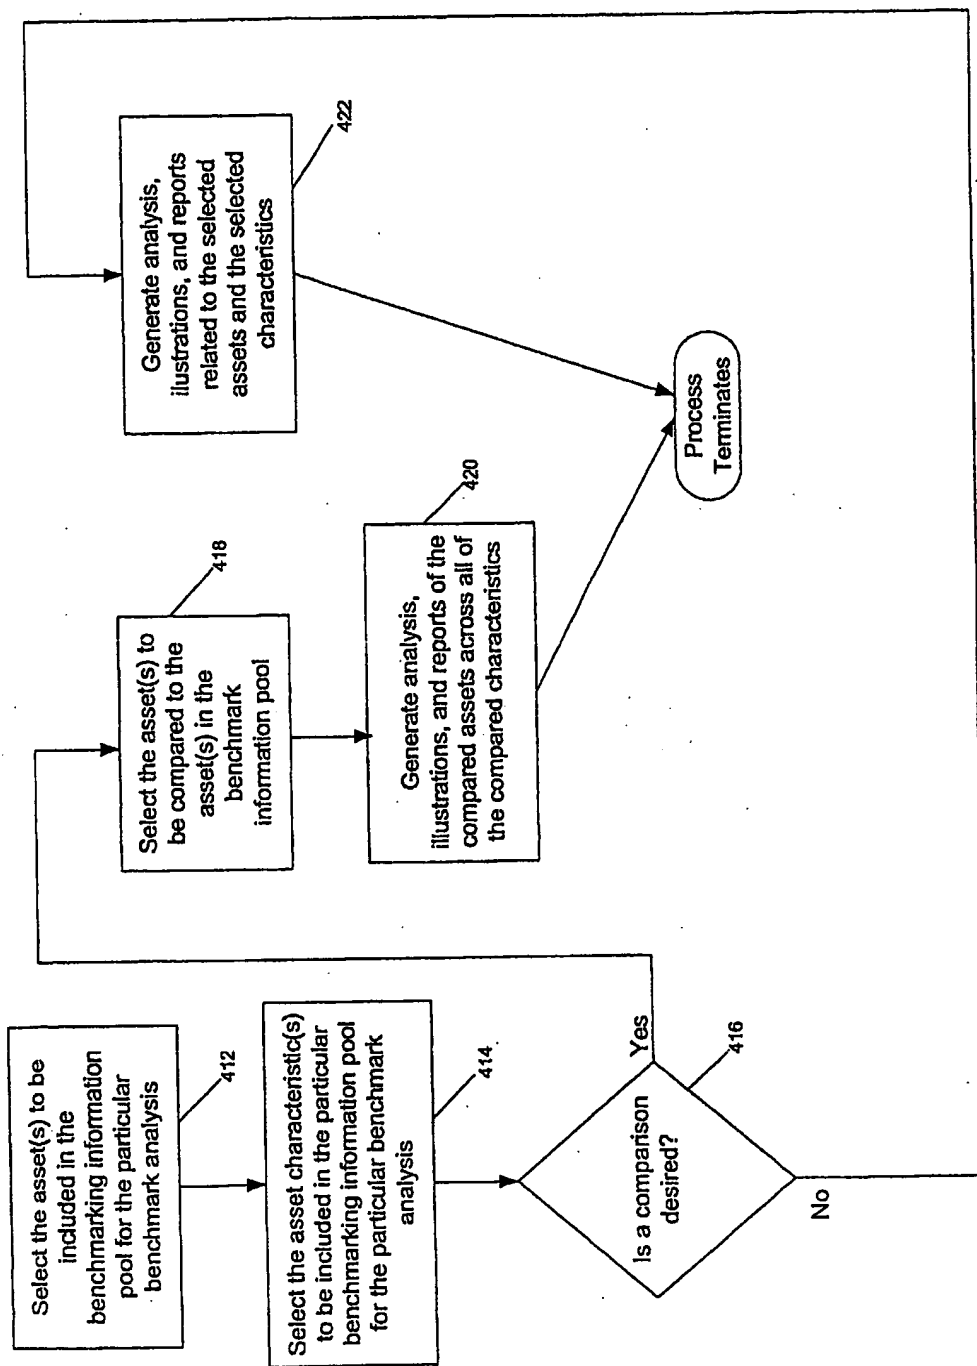 Select the asset(s) to be
included in the
benchmarking information
pool for the particular
benchmark analysis
412
Select the asset characteristic(s)
to be included in the particular
benchmarking information pool
for the particular benchmark
analysis
414
Is a comparison
desired?
416
Yes
No
Select the asset(s) to
be compared to the
asset(s) in the
benchmark
information pool
418
Generate analysis,
illustrations, and reports of the
compared assets across all of
the compared characteristics
420
Generate analysis,
ilustrations, and reports
related to the selected
assets and the selected
characteristics
422
Process
Terminates